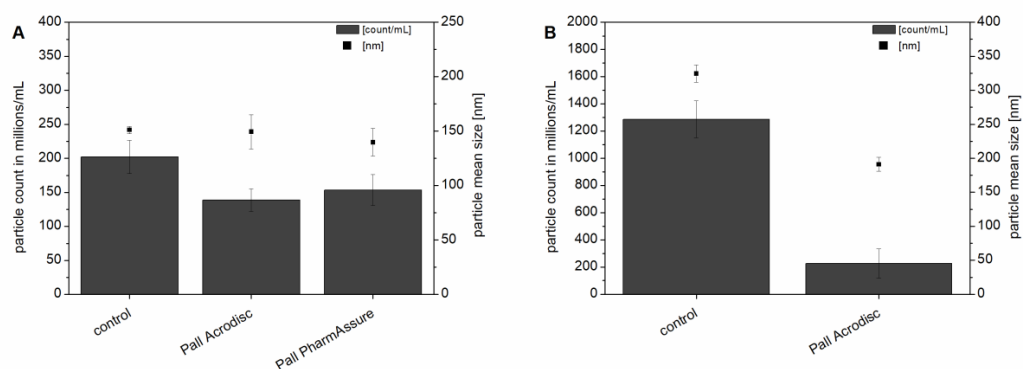 A
particle count in millions/mL
400
350
300
250
200
150
100
50
0
[count/mL]
[nm]
250
200
150
100
50
0
particle mean size [nm]
control
Pall Acrodisc
Pall PharmAssure
B
particle count in millions/mL
2000
1800
1600
1400
1200
1000
800
600
400
200
0
[count/mL]
[nm]
400
350
300
250
200
150
100
50
0
particle mean size [nm]
control
Pall Acrodisc